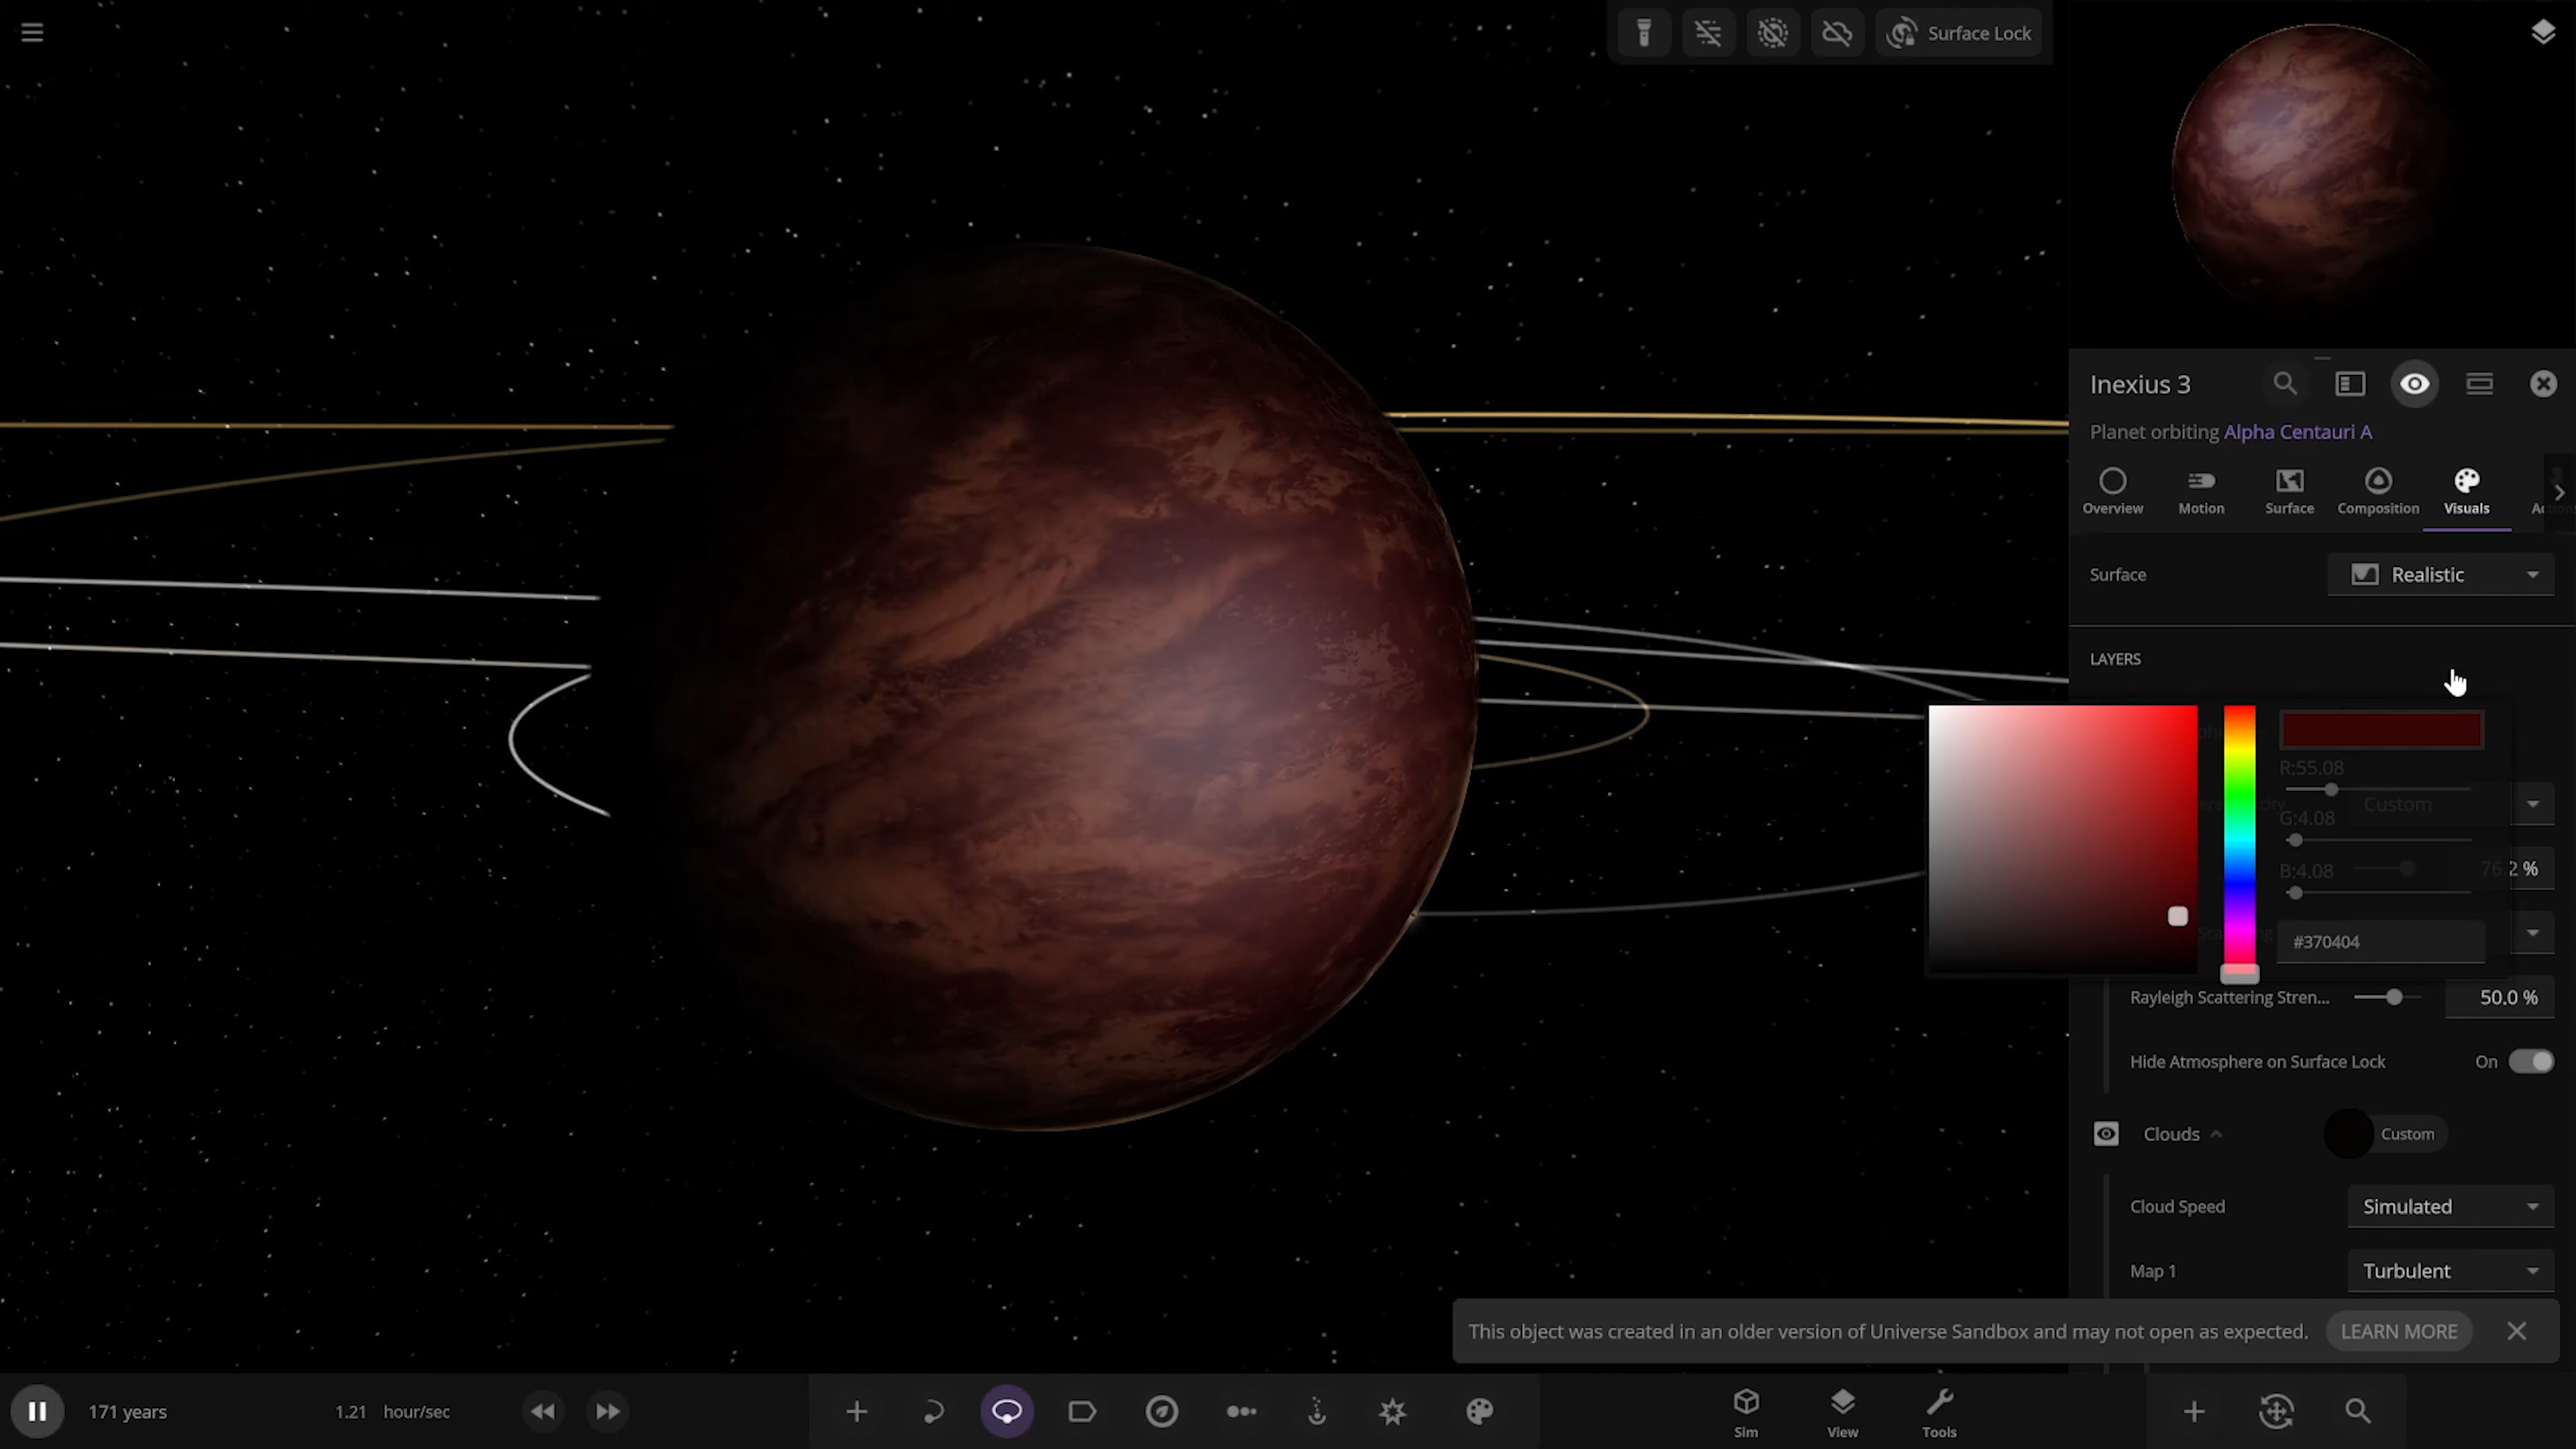 Surface Lock
Inexius 3
Planet orbiting Alpha Centauri A
Overview
Motion
Surface
Composition
Visuals
Surface
Realistic
LAYERS
R:55.08
Custom
G:4.08
B:4.08
76.2 %
#370404
Rayleigh Scattering Stren...
50.0 %
Hide Atmosphere on Surface Lock
On
Clouds
Custom
Cloud Speed
Simulated
Map 1
Turbulent
This object was created in an older version of Universe Sandbox and may not open as expected.
LEARN MORE
171 years
1.21 hour/sec
Sim
View
Tools